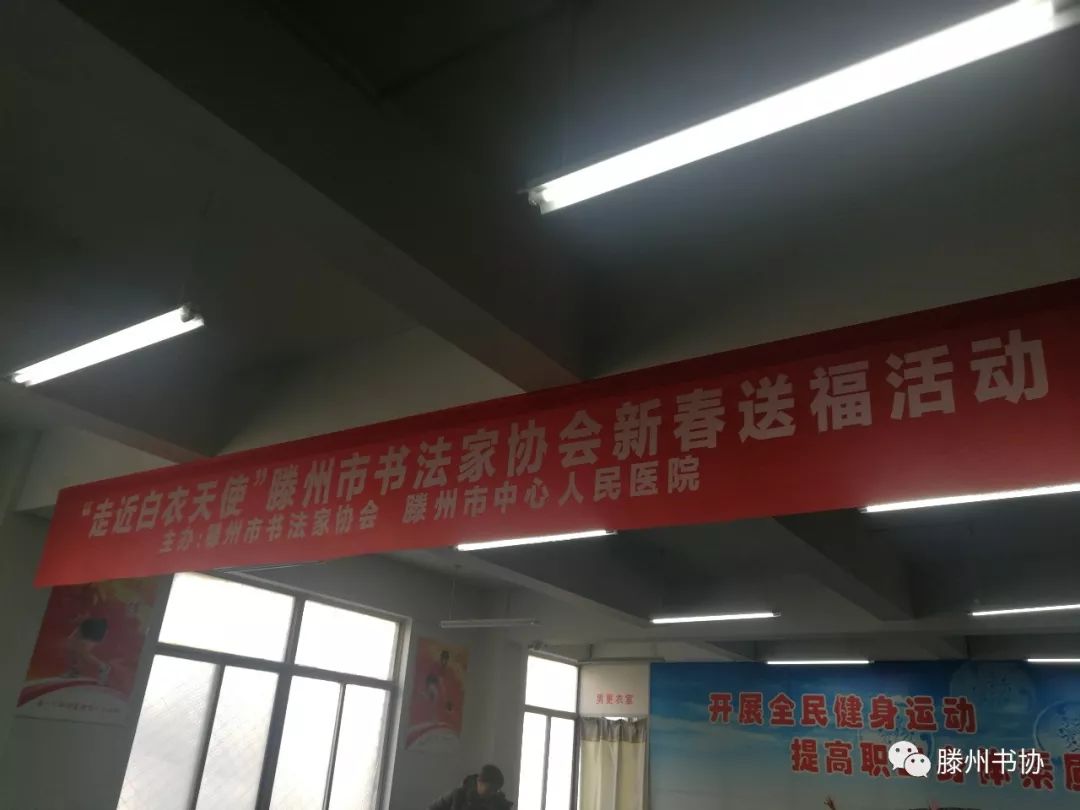 “走近白衣天使”滕州市书法家协会新春送福活动
主办:滕州市书法家协会 滕州市中心人民医院
男更衣室
开展全民健身运动
提高职 体素质
滕州书协